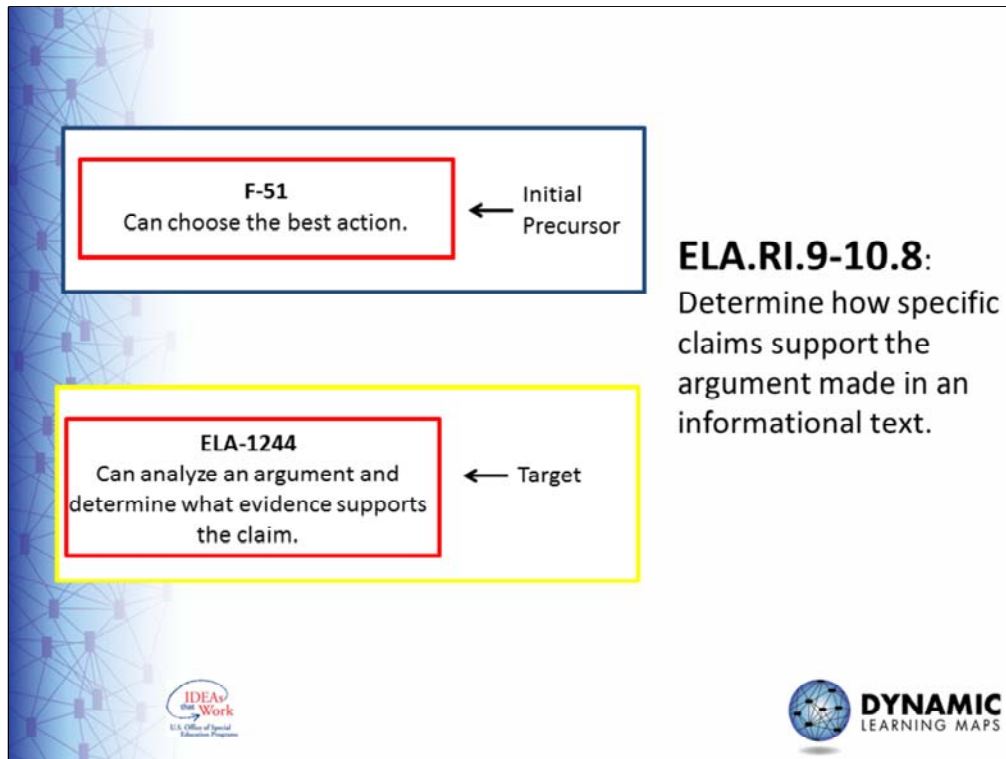 F-51
Can choose the best action.
Initial
Precursor
ELA.RI.9-10.8:
Determine how specific
claims support the
argument made in an
informational text.
ELA-1244
Can analyze an argument and
determine what evidence supports
the claim.
Target
IDEAs
that Work
U.S. Office of Special
Education Programs
DYNAMIC
LEARNING MAPS